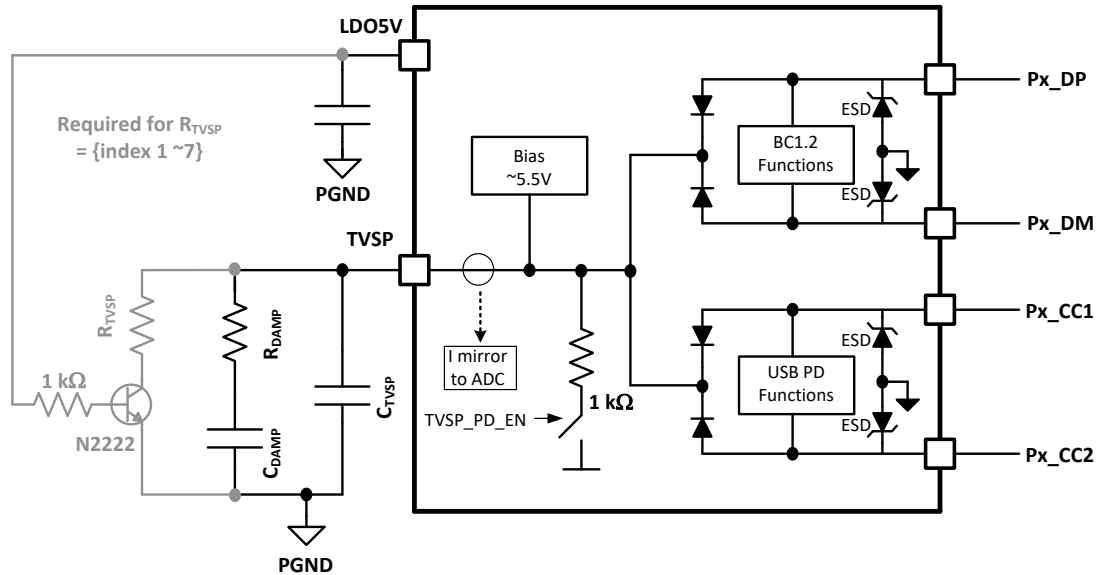 LDO5V
Required for RTVSP
= {index 1 ~7}
PGND
TVSP
RTVSP
RDAMP
1 kΩ
N2222
CDAMP
CTVSP
PGND
Bias
~5.5V
I mirror
to ADC
TVSP_PD_EN
1 kΩ
BC1.2
Functions
ESD
ESD
Px_DP
Px_DM
USB PD
Functions
ESD
ESD
Px_CC1
Px_CC2